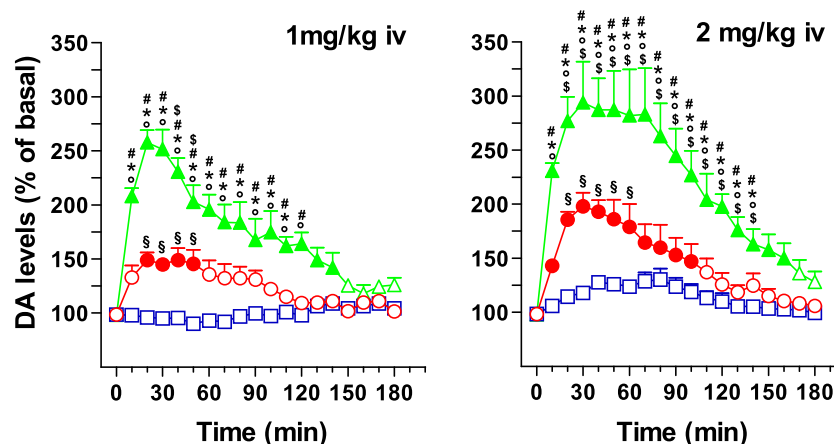 1mg/kg iv
2 mg/kg iv
DA levels (% of basal)
350
300
250
200
150
100
350
300
250
200
150
100
# * °
# * °
# * °
$ # * °
$ # * °
# * °
# * °
# * °
# * °
# * °
# °
# * °
§ § § §
# * °
# * ° $
# * ° $
# * ° $
# * ° $
# * ° $
# * ° $
# * ° $
# * ° $
# * ° $
# * ° $
# * ° $
# * ° $
# * ° $
§ § § § §
0 30 60 90 120 150 180
0 30 60 90 120 150 180
Time (min)
Time (min)